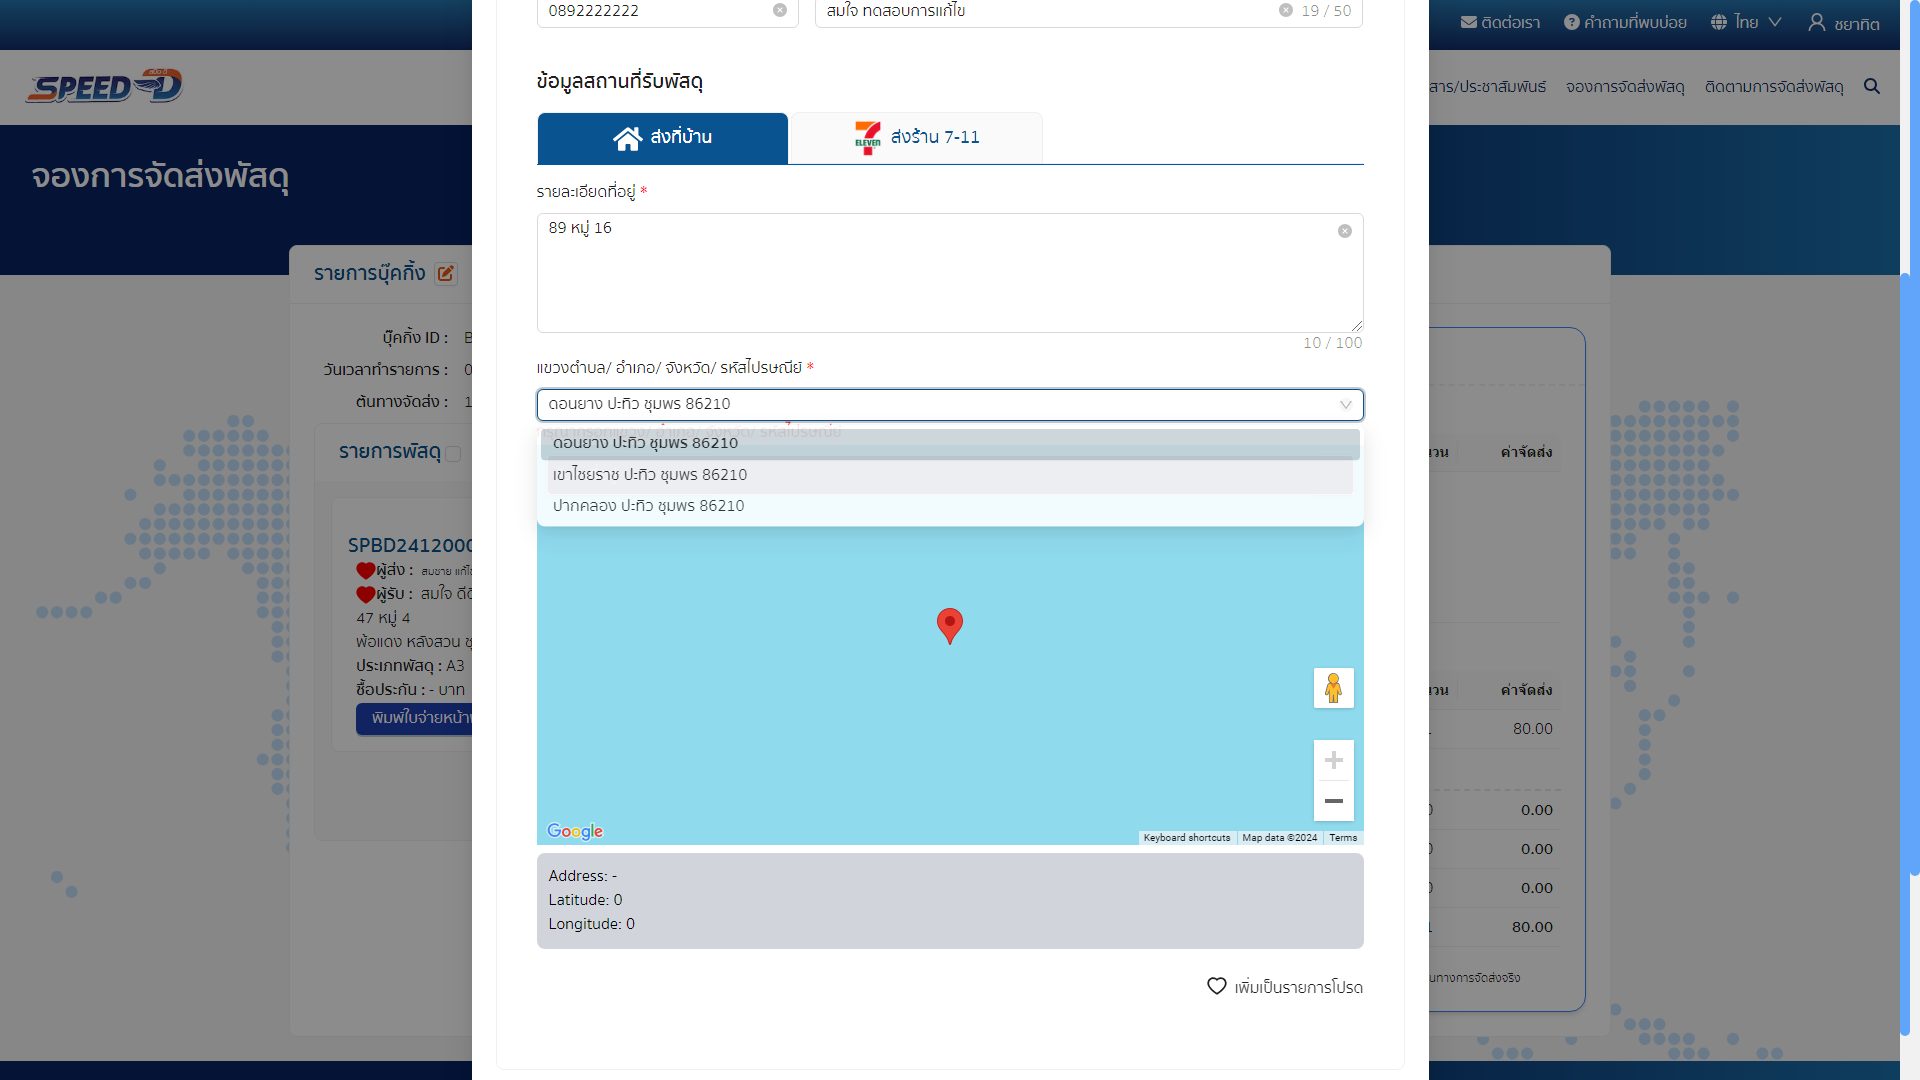 0892222222
สมใจ ทดสอบการแก้ไข 19 / 50
ติดต่อเรา คำถามที่พบบ่อย ไทย ชยาทิต
SPEED D
สาร/ประชาสัมพันธ์ จองการจัดส่งพัสดุ ติดตามการจัดส่งพัสดุ
จองการจัดส่งพัสดุ
ข้อมูลสถานที่รับพัสดุ
ส่งที่บ้าน
ELEVEN ส่งร้าน 7-11
รายละเอียดที่อยู่ *
89 หมู่ 16
10 / 100
แขวงตำบล/ อำเภอ/ จังหวัด/ รหัสไปรษณีย์ *
ดอนยาง ปะทิว ชุมพร 86210
ดอนยาง ปะทิว ชุมพร 86210
เขาไชยราช ปะทิว ชุมพร 86210
ปากคลอง ปะทิว ชุมพร 86210
Google
Keyboard shortcuts Map data ©2024 Terms
Address: -
Latitude: 0
Longitude: 0
เพิ่มเป็นรายการโปรด
รายการบุ๊คกิ้ง
บุ๊คกิ้ง ID : B
วันเวลาทำรายการ : 0
ต้นทางจัดส่ง : 1
รายการพัสดุ
SPBD2412000
ผู้ส่ง : สมชาย แก้ไ
ผู้รับ : สมใจ ดีดี
47 หมู่ 4
พ้อแดง หลังสวน ชุ
ประเภทพัสดุ : A3
ซื้อประกัน : - บาท
พิมพ์ใบจ่ายหน้า
วน ค่าจัดส่ง
วน ค่าจัดส่ง
80.00
0.00
0.00
0.00
80.00
นทางการจัดส่งจริง